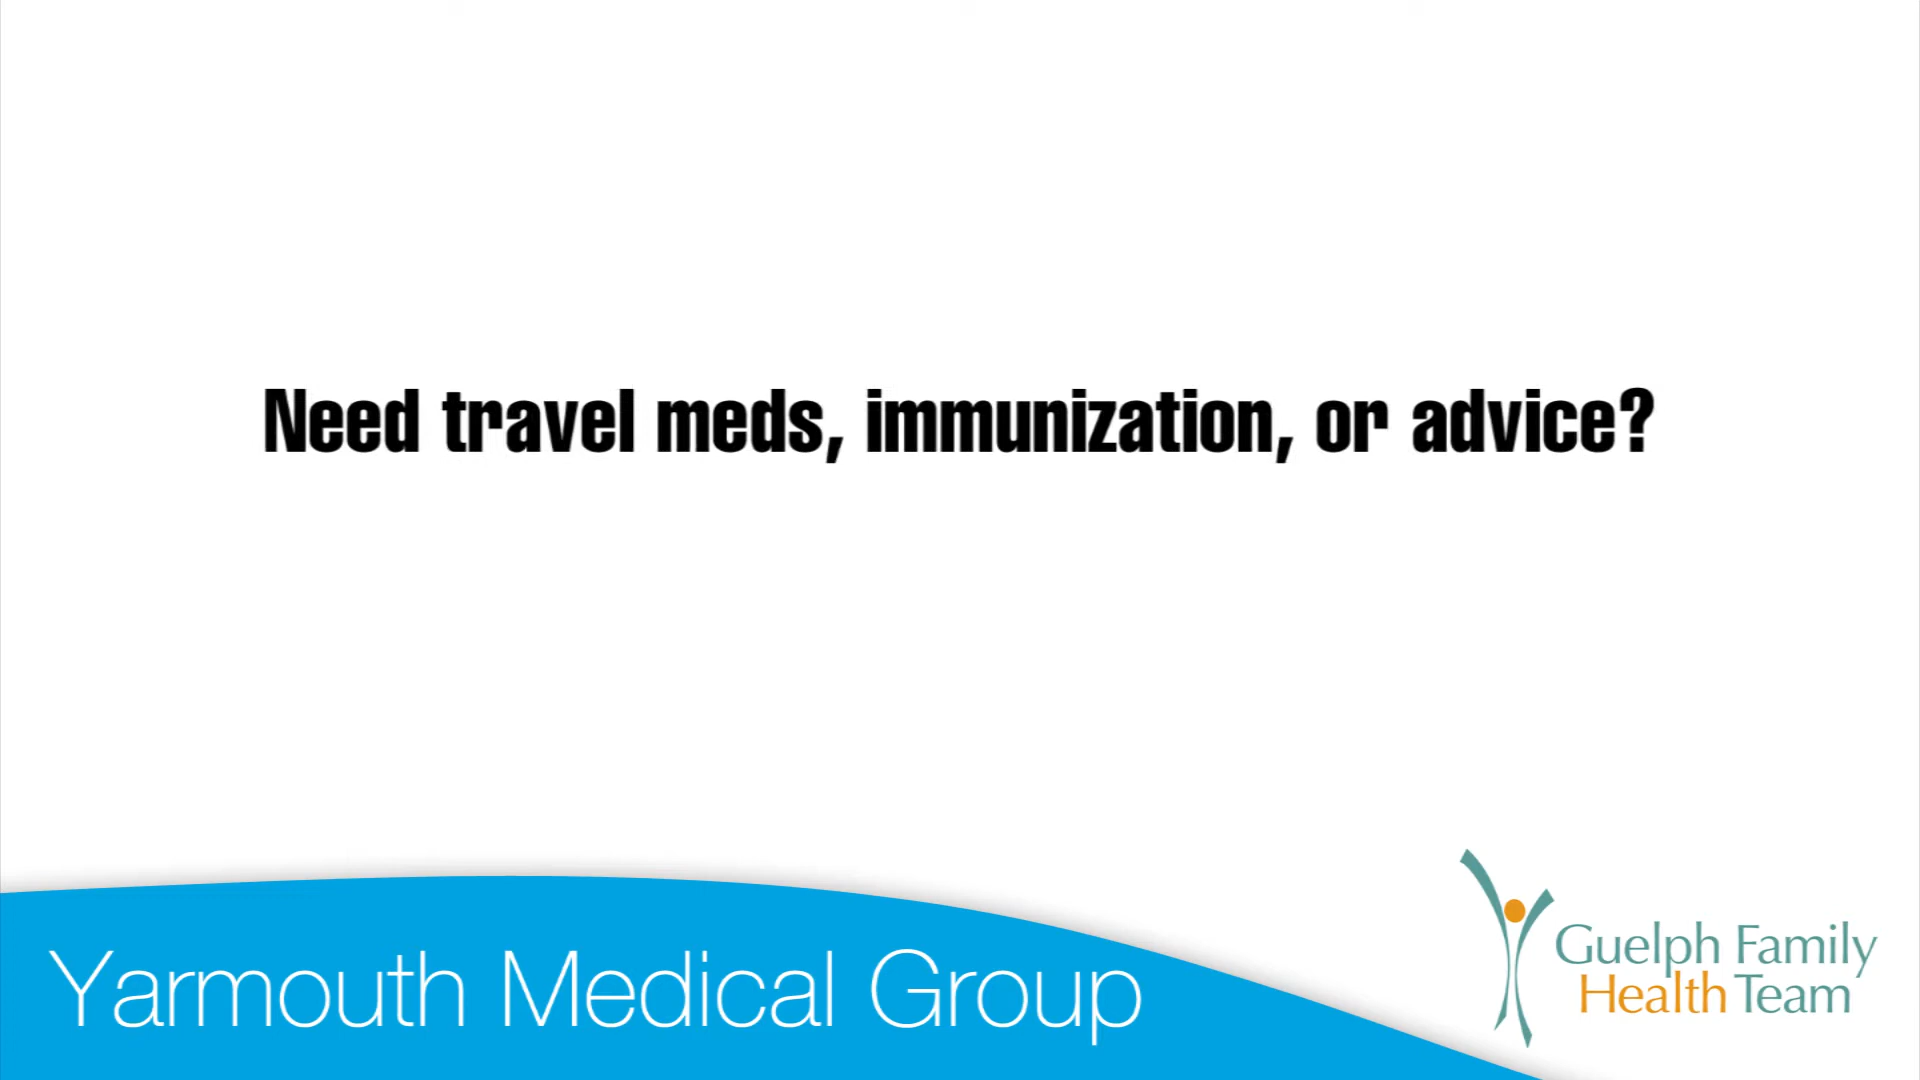 Need travel meds, immunization, or advice?
Yarmouth Medical Group
Guelph Family
Health Team